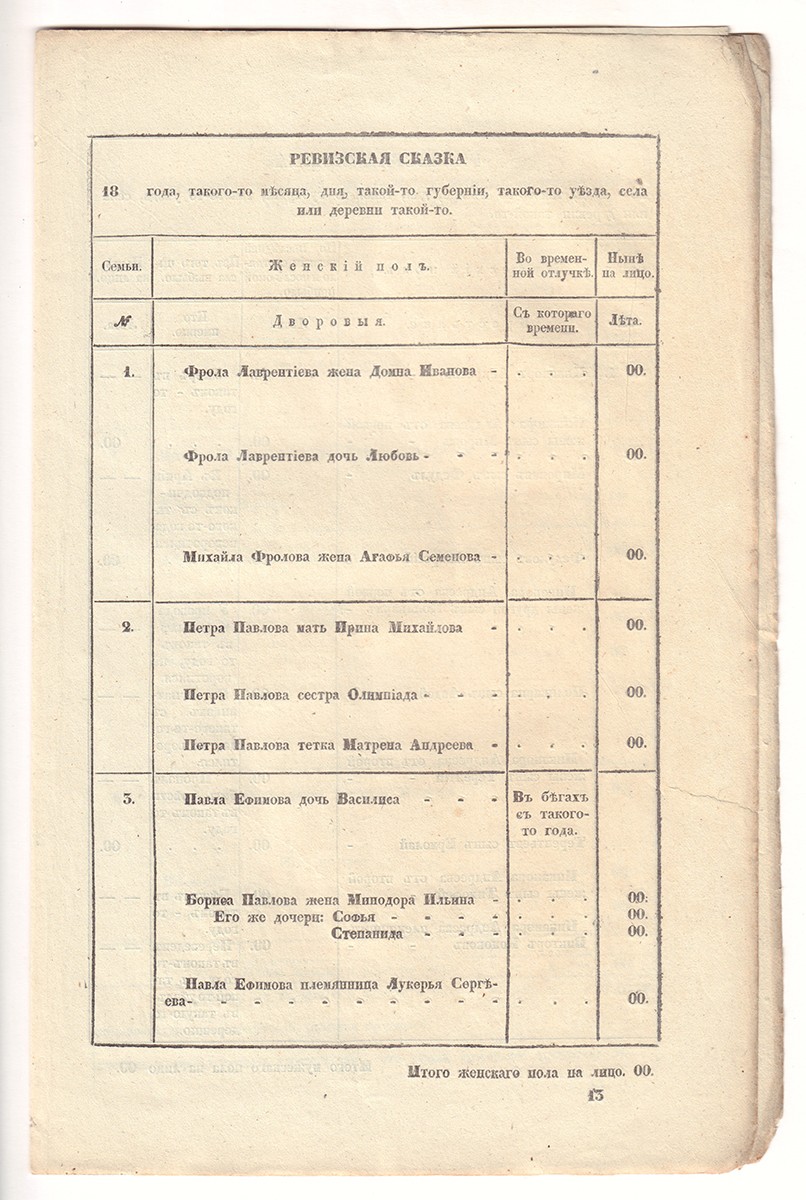 РЕВИЗСКАЯ СКАЗКА
18 года, такого-то мѣсяца, дня, такой-то губерніи, такого-то уѣзда, села
или деревни такой-то.
Семьи. Женскій полъ. Во времен-
ной отлучкѣ. Нынѣ
на лицо.
№ Дворовыя. Съ котораго
времени. Лѣта.
1. Фрола Лаврентіева жена Домна Иванова - . . . 00.
Фрола Лаврентіева дочь Любовь - - - . . . 00.
Михайла Фролова жена Агафья Семенова - . . . 00.
2. Петра Павлова мать Ирина Михайлова - . . . 00.
Петра Павлова сестра Олимпіада - - - . . . 00.
Петра Павлова тетка Матрена Андреева - . . . 00.
3. Павла Ефимова дочь Василиса - - - Въ бѣгахъ
съ такого-
то года.
Бориса Павлова жена Минодора Ильина - . . . 00.
Его же дочери: Софья - - - - . . . 00.
Степанида - - - . . . 00.
Павла Ефимова племянница Лукерья Сергѣ-
ева - - - - - - - - - - . . . 00.
Итого женскаго пола на лицо. 00.
13